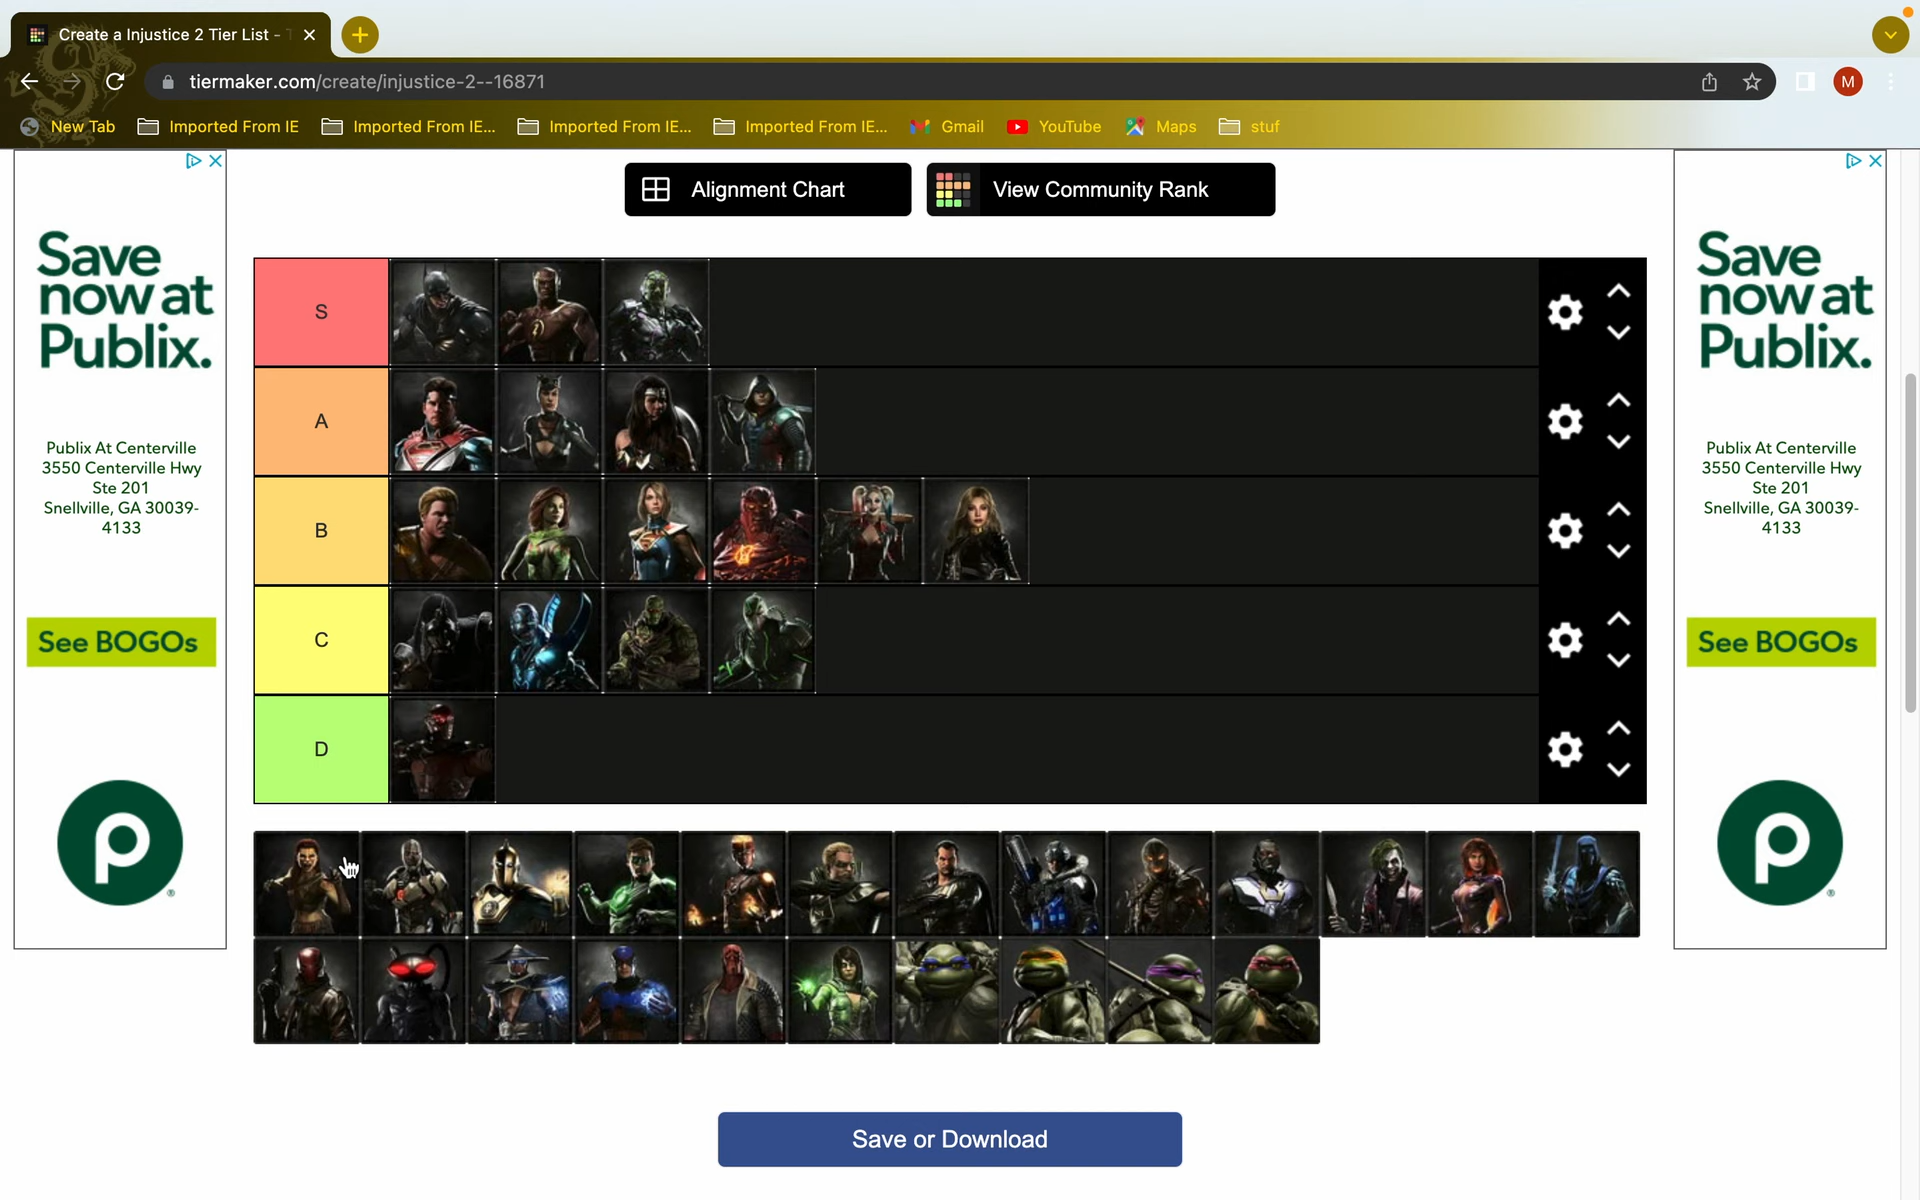 Create a Injustice 2 Tier List -
tiermaker.com/create/injustice-2--16871
M
New Tab
Imported From IE
Imported From IE...
Imported From IE...
Imported From IE...
Gmail
YouTube
Maps
stuf
Alignment Chart
View Community Rank
Save
now at
Publix.
Publix At Centerville
3550 Centerville Hwy
Ste 201
Snellville, GA 30039-
4133
See BOGOs
P
S
A
B
C
D
Save
now at
Publix.
Publix At Centerville
3550 Centerville Hwy
Ste 201
Snellville, GA 30039-
4133
See BOGOs
P
Save or Download